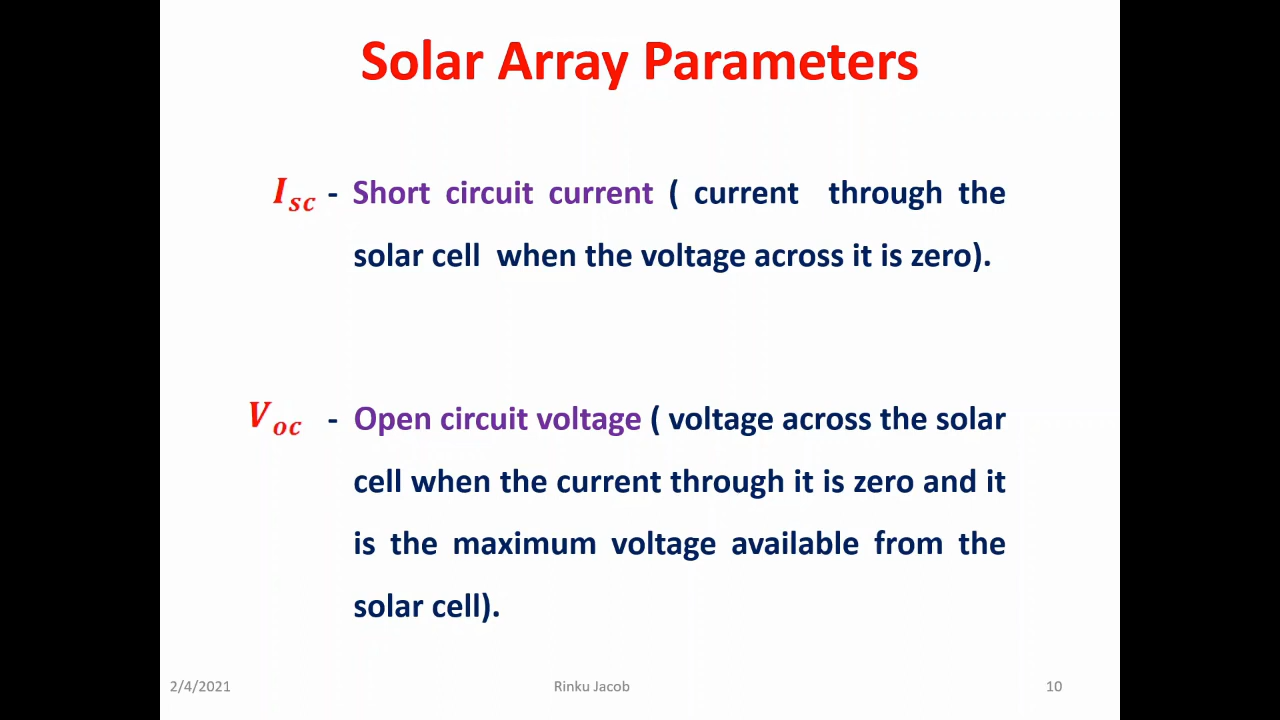 Solar Array Parameters
I_sc - Short circuit current ( current through the
solar cell when the voltage across it is zero).
V_oc - Open circuit voltage ( voltage across the solar
cell when the current through it is zero and it
is the maximum voltage available from the
solar cell).
2/4/2021 Rinku Jacob 10